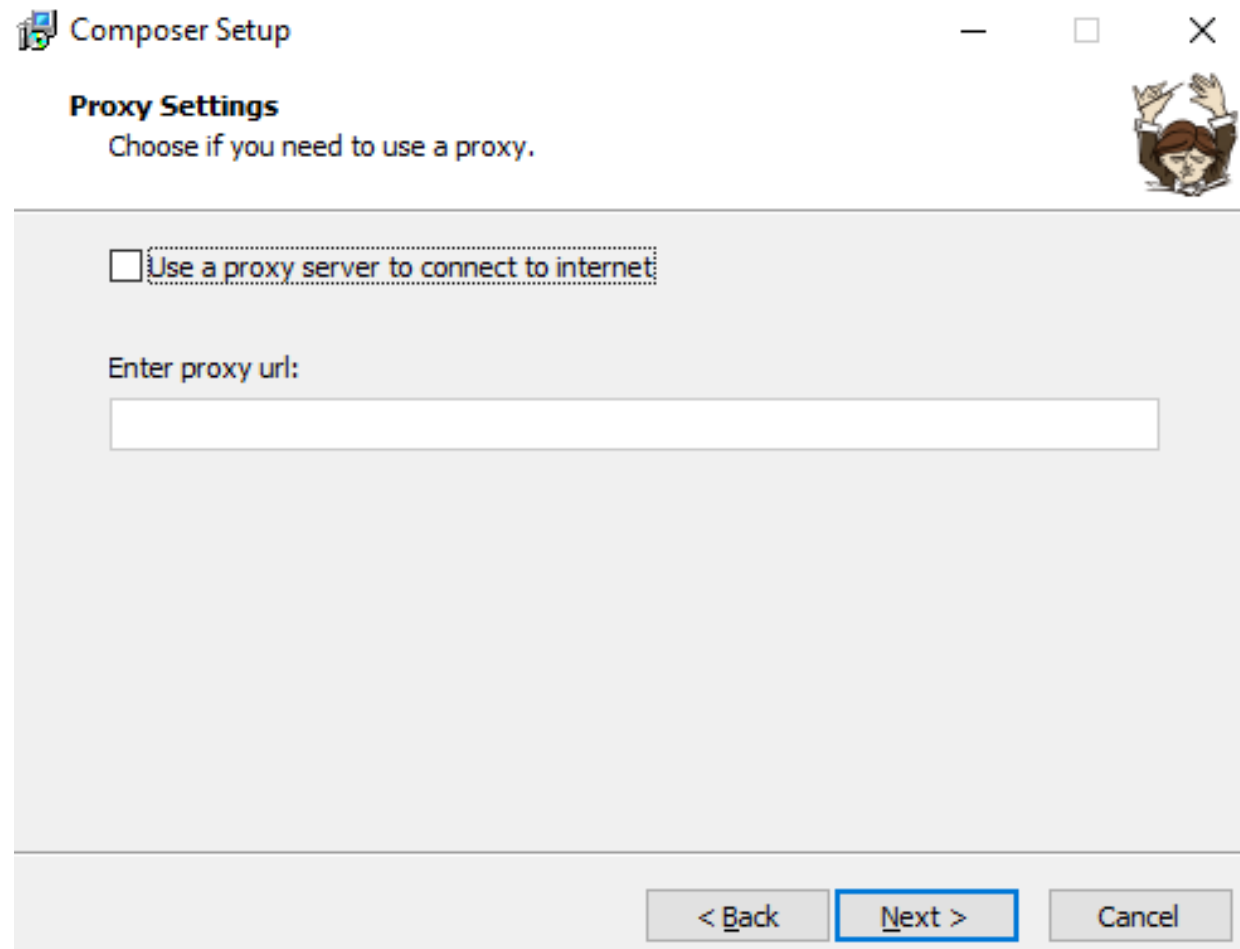 Composer Setup
Proxy Settings
Choose if you need to use a proxy.
Use a proxy server to connect to internet
Enter proxy url:
< Back
Next >
Cancel